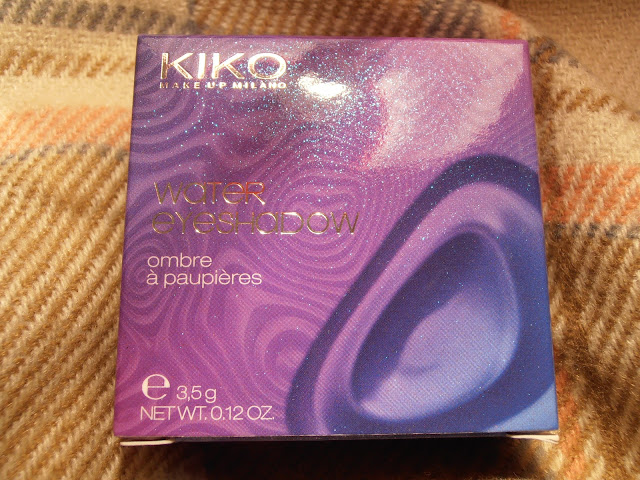 KIKO
MAKE UP MILANO
WATER
EYESHADOW
ombre
à paupières
e 3,5 g
NET WT. 0.12 OZ.